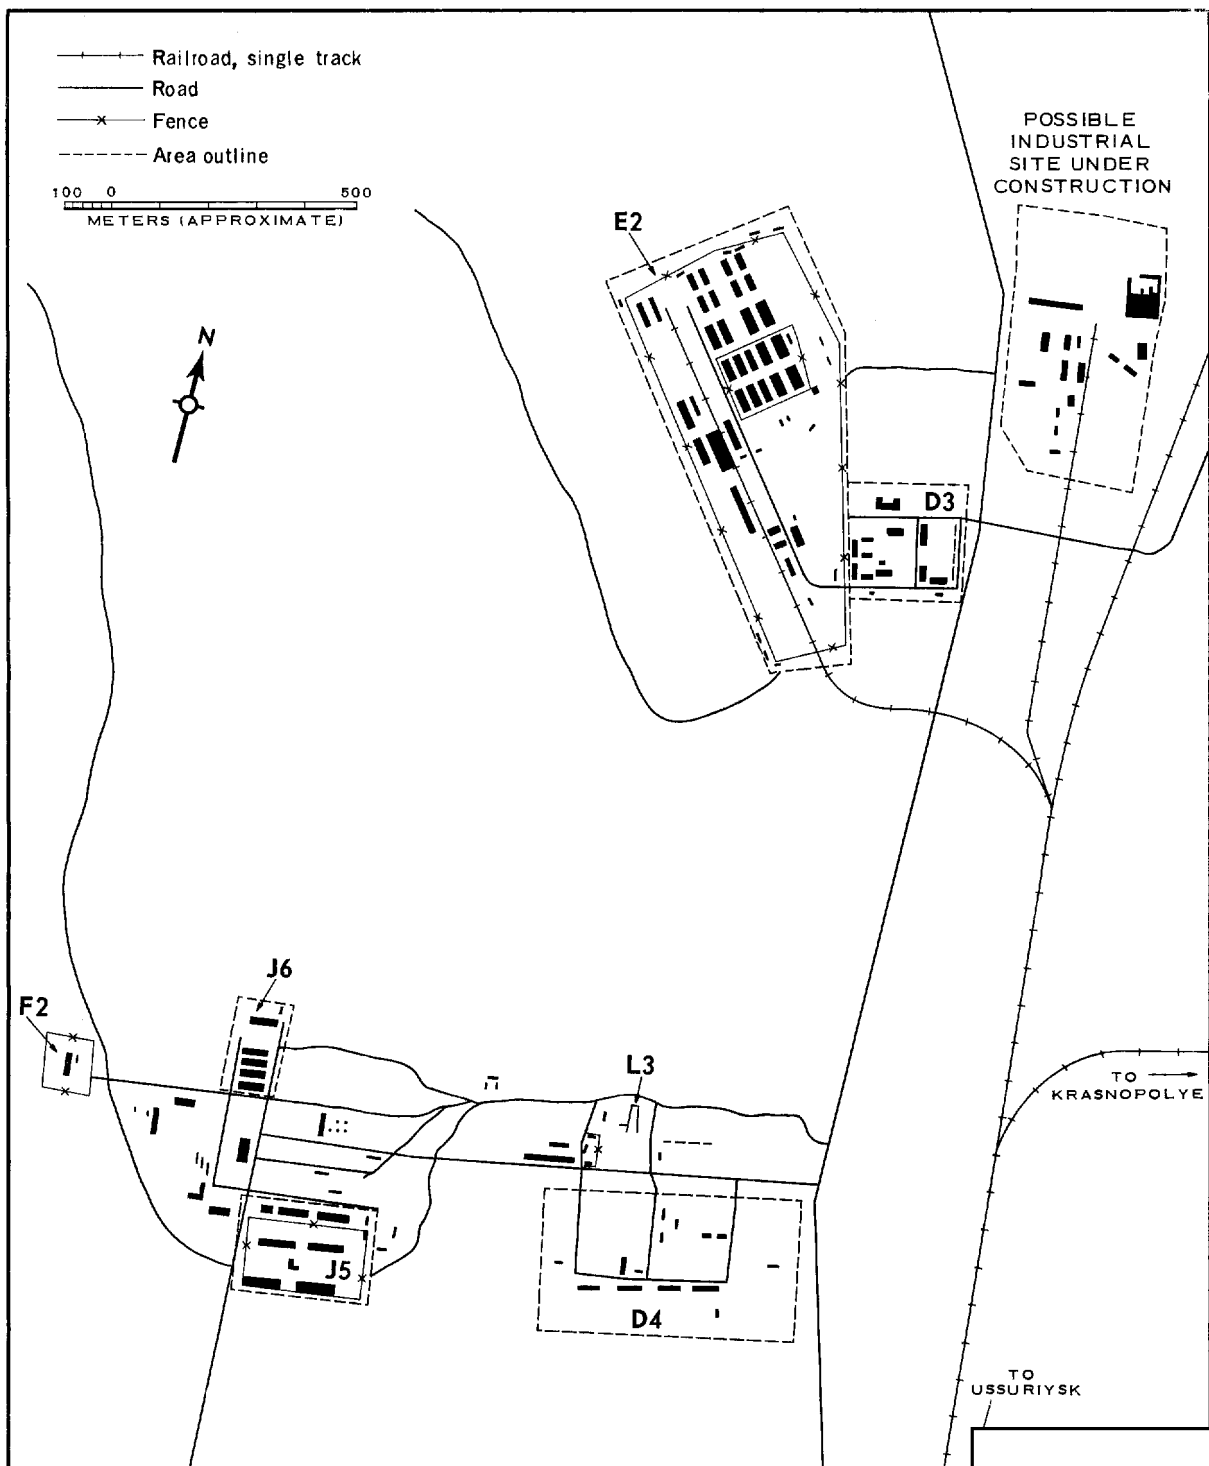 Railroad, single track
Road
Fence
Area outline
100 0 500
METERS (APPROXIMATE)
POSSIBLE
INDUSTRIAL
SITE UNDER
CONSTRUCTION
E2
N
D3
J6
F2
L3
TO
KRASNOPOLYE
J5
D4
TO
USSURIYSK